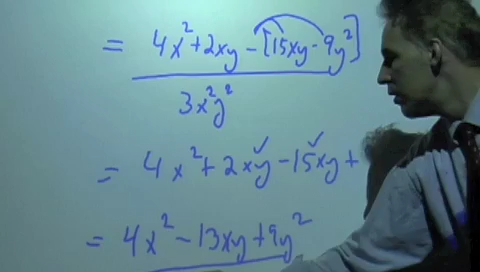 = 4x² + 2xy - [15xy - 9y²]
3x²y²
= 4x² + 2xy - 15xy +
= 4x² - 13xy + 9y²